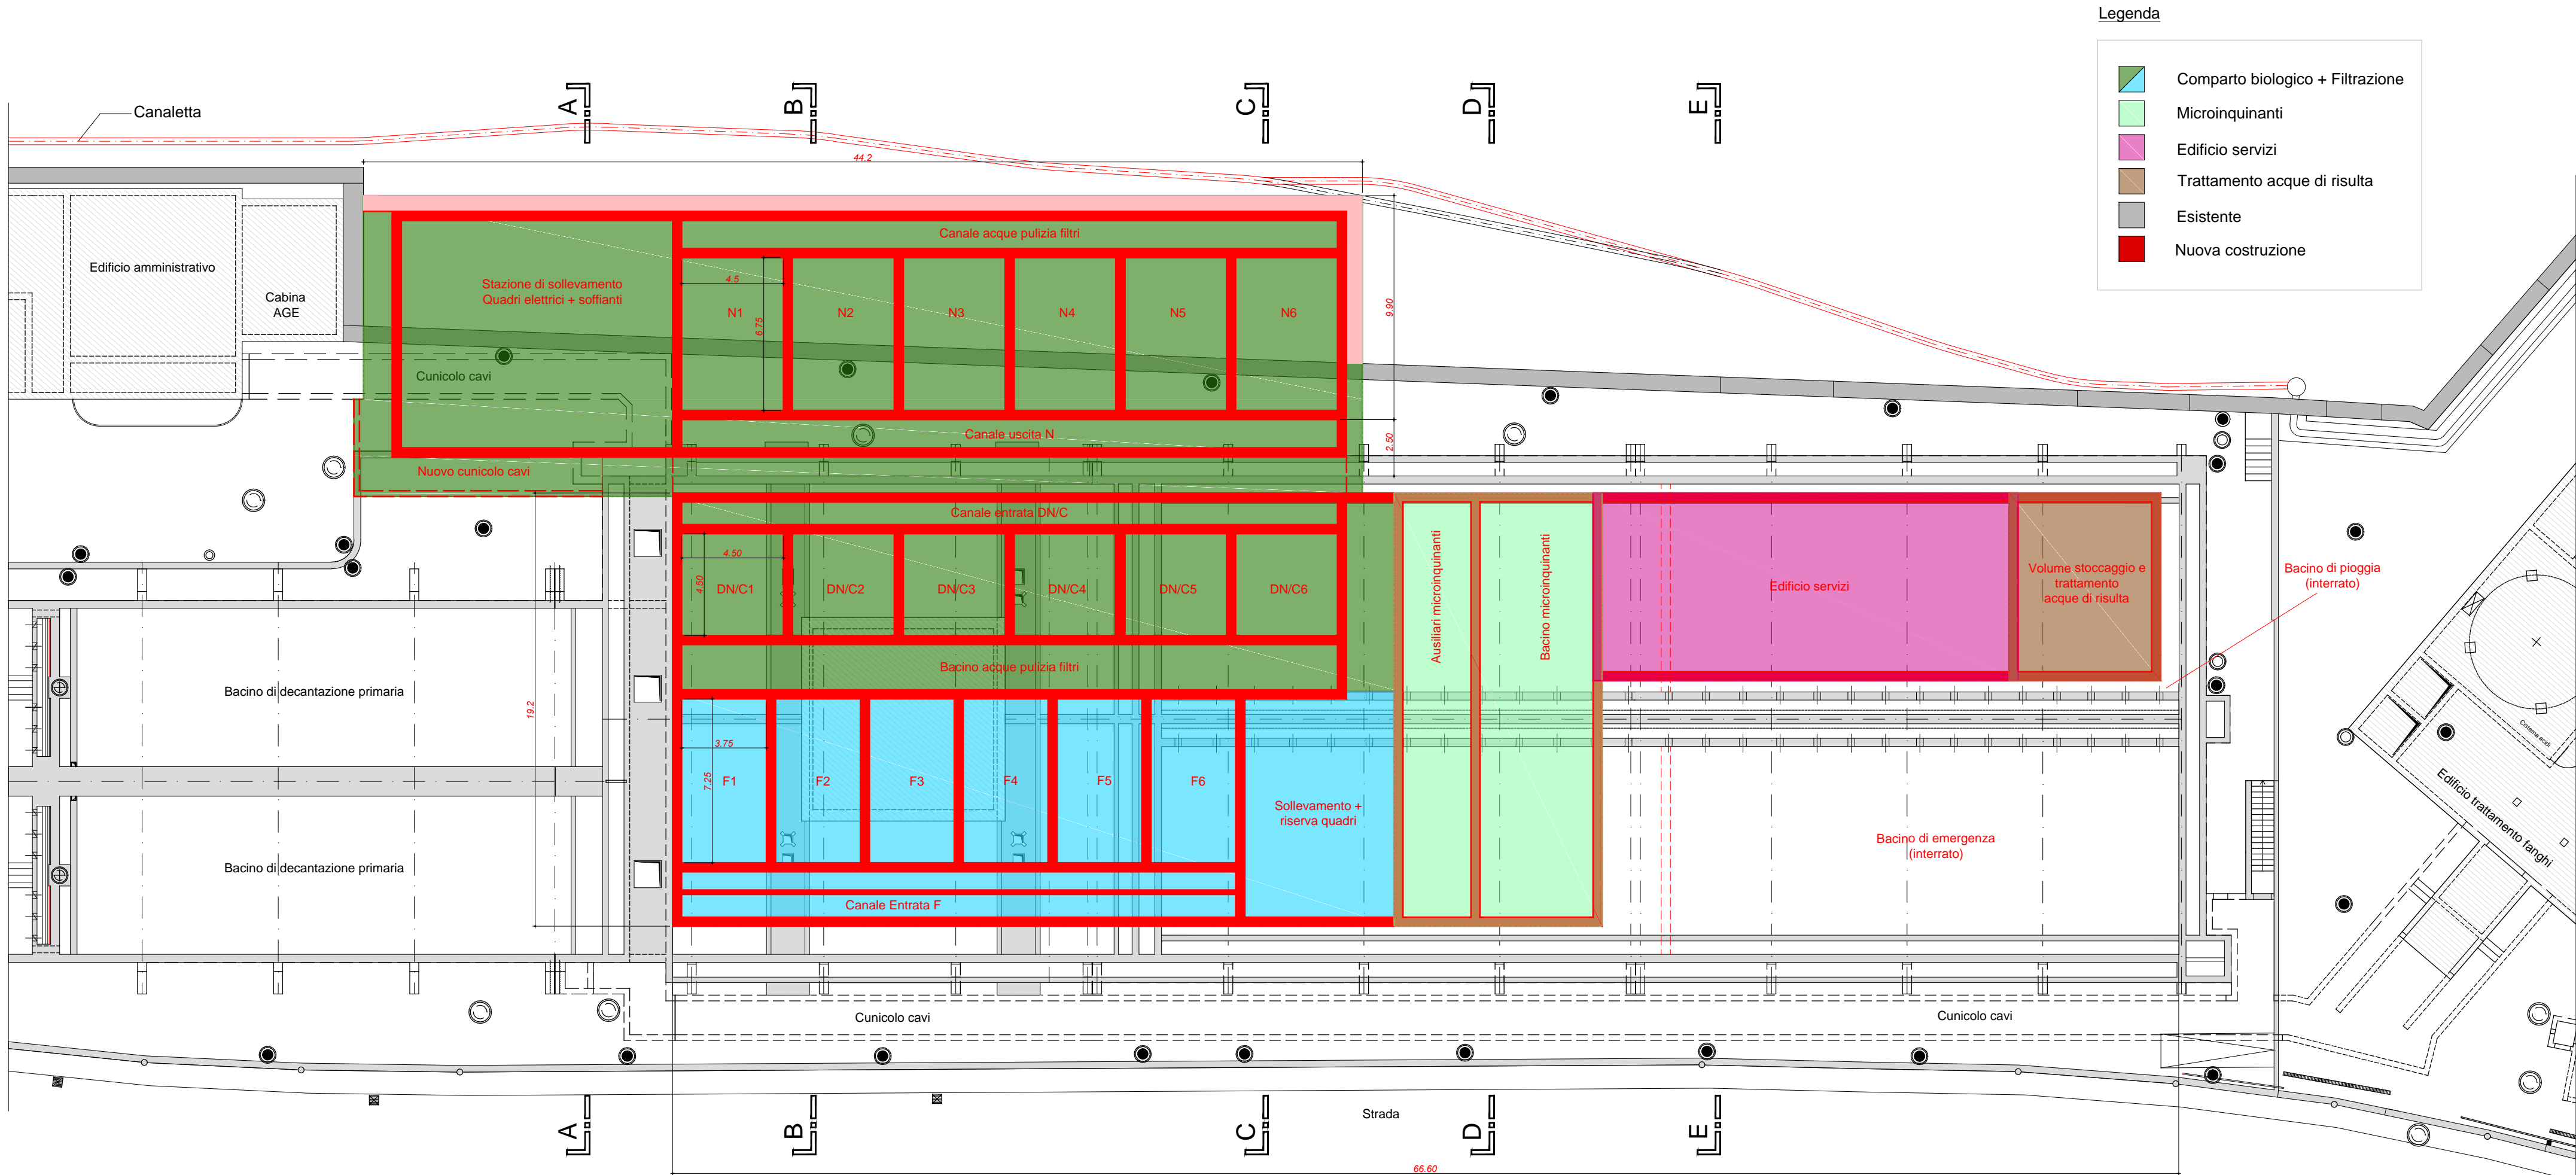 Legenda
Comparto biologico + Filtrazione
Microinquinanti
Edificio servizi
Trattamento acque di risulta
Esistente
Nuova costruzione
A
B
C
D
E
Canaletta
44.2
Edificio amministrativo
Cabina
AGE
Stazione di sollevamento
Quadri elettrici + soffianti
Canale acque pulizia filtri
4.5
6.75
N1
N2
N3
N4
N5
N6
9.90
Cunicolo cavi
Canale uscita N
2.50
Nuovo cunicolo cavi
Canale entrata DN/C
4.50
4.50
DN/C1
DN/C2
DN/C3
DN/C4
DN/C5
DN/C6
Ausiliari microinquinanti
Bacino microinquinanti
Edificio servizi
Volume stoccaggio e
trattamento
acque di risulta
Bacino di pioggia
(interrato)
Bacino acque pulizia filtri
Bacino di decantazione primaria
19.2
3.75
7.25
F1
F2
F3
F4
F5
F6
Sollevamento +
riserva quadri
Bacino di emergenza
(interrato)
Cisterna acidi
Edificio trattamento fanghi
Bacino di decantazione primaria
Canale Entrata F
Cunicolo cavi
Cunicolo cavi
Strada
A
B
C
D
E
66.60